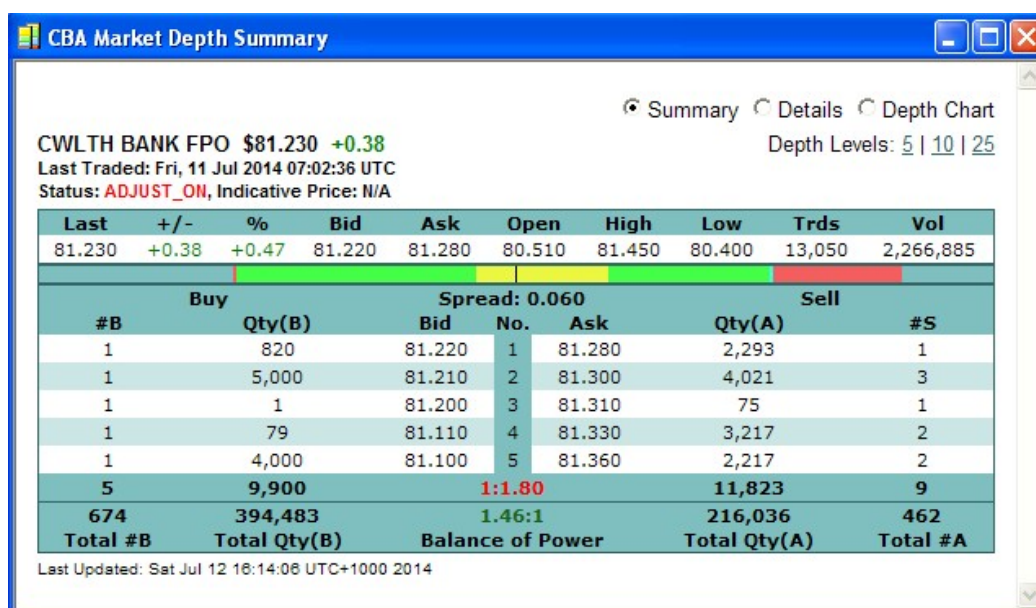 CBA Market Depth Summary
Summary Details Depth Chart
CWLTH BANK FPO $81.230 +0.38
Depth Levels: 5 | 10 | 25
Last Traded: Fri, 11 Jul 2014 07:02:36 UTC
Status: ADJUST_ON, Indicative Price: N/A
Last +/- % Bid Ask Open High Low Trds Vol
81.230 +0.38 +0.47 81.220 81.280 80.510 81.450 80.400 13,050 2,266,885
Buy Spread: 0.060 Sell
#B Qty(B) Bid No. Ask Qty(A) #S
1 820 81.220 1 81.280 2,293 1
1 5,000 81.210 2 81.300 4,021 3
1 1 81.200 3 81.310 75 1
1 79 81.110 4 81.330 3,217 2
1 4,000 81.100 5 81.360 2,217 2
5 9,900 1:1.80 11,823 9
674 394,483 1.46:1 216,036 462
Total #B Total Qty(B) Balance of Power Total Qty(A) Total #A
Last Updated: Sat Jul 12 16:14:06 UTC+1000 2014